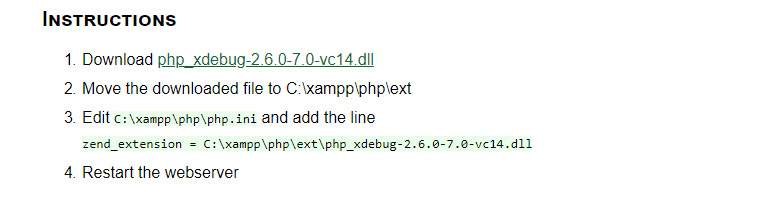 INSTRUCTIONS
1. Download php_xdebug-2.6.0-7.0-vc14.dll
2. Move the downloaded file to C:\xampp\php\ext
3. Edit C:\xampp\php\php.ini and add the line
zend_extension = C:\xampp\php\ext\php_xdebug-2.6.0-7.0-vc14.dll
4. Restart the webserver